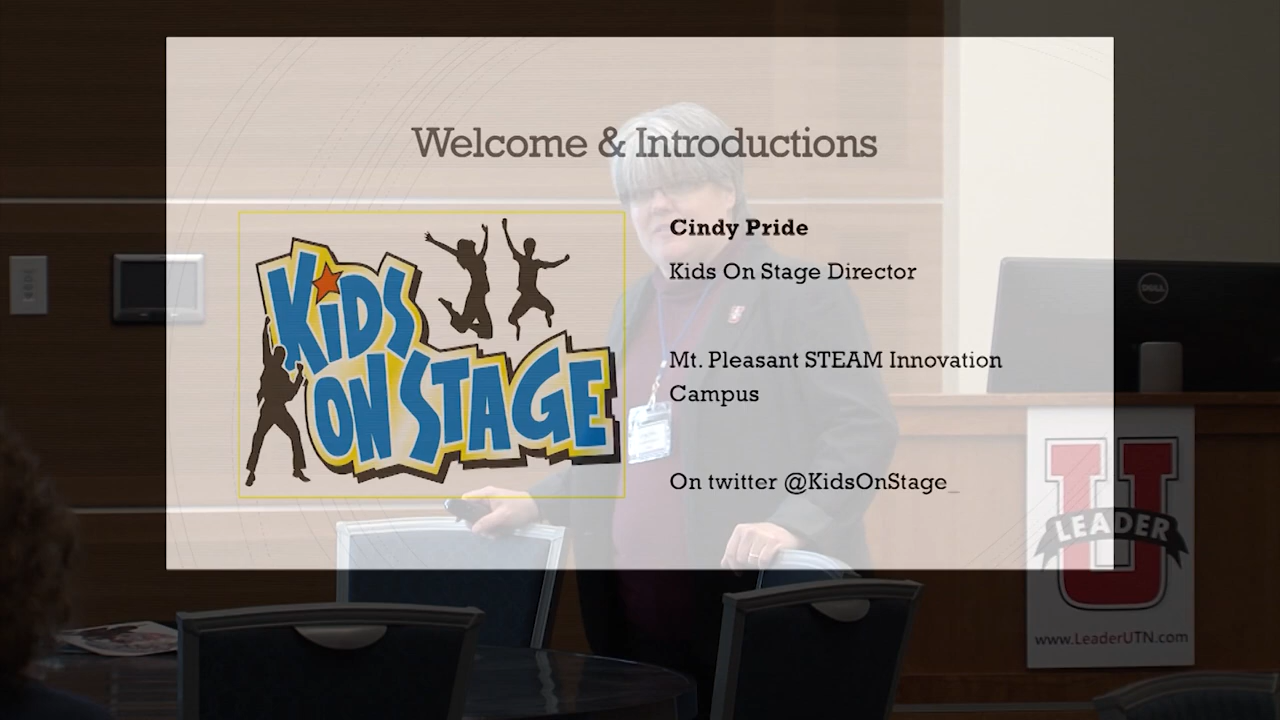 Welcome & Introductions
KiDS
ON STAGE
Cindy Pride
Kids On Stage Director
Mt. Pleasant STEAM Innovation
Campus
On twitter @KidsOnStage_
DELL
U
LEADER
www.LeaderUTN.com